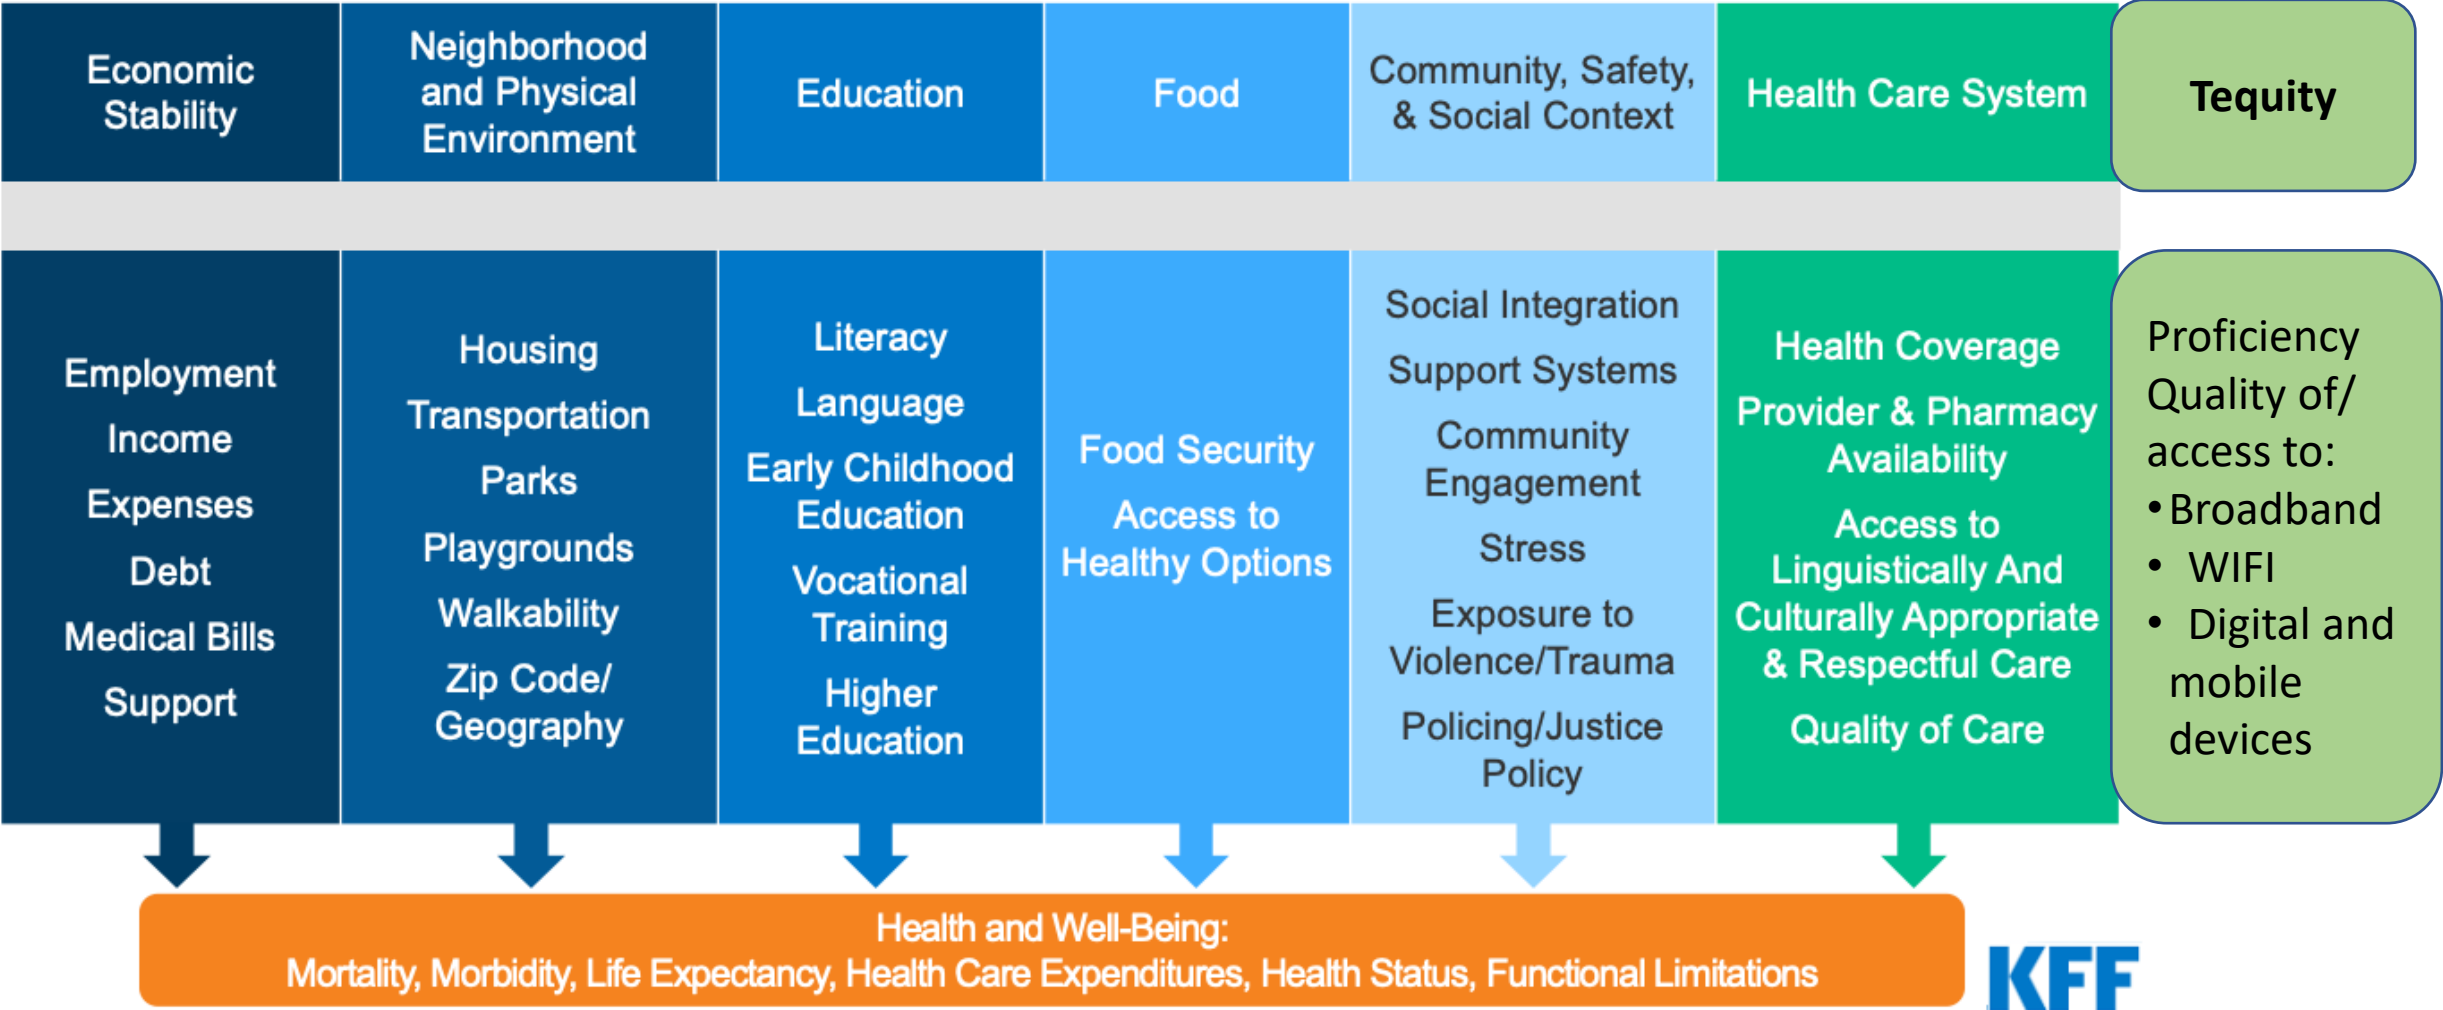 Economic
Stability
Neighborhood
and Physical
Environment
Education
Food
Community, Safety,
& Social Context
Health Care System
Tequity
Employment
Income
Expenses
Debt
Medical Bills
Support
Housing
Transportation
Parks
Playgrounds
Walkability
Zip Code/
Geography
Literacy
Language
Early Childhood
Education
Vocational
Training
Higher
Education
Food Security
Access to
Healthy Options
Social Integration
Support Systems
Community
Engagement
Stress
Exposure to
Violence/Trauma
Policing/Justice
Policy
Health Coverage
Provider & Pharmacy
Availability
Access to
Linguistically And
Culturally Appropriate
& Respectful Care
Quality of Care
Proficiency
Quality of/
access to:
•Broadband
• WIFI
• Digital and
mobile
devices
Health and Well-Being:
Mortality, Morbidity, Life Expectancy, Health Care Expenditures, Health Status, Functional Limitations
KFF